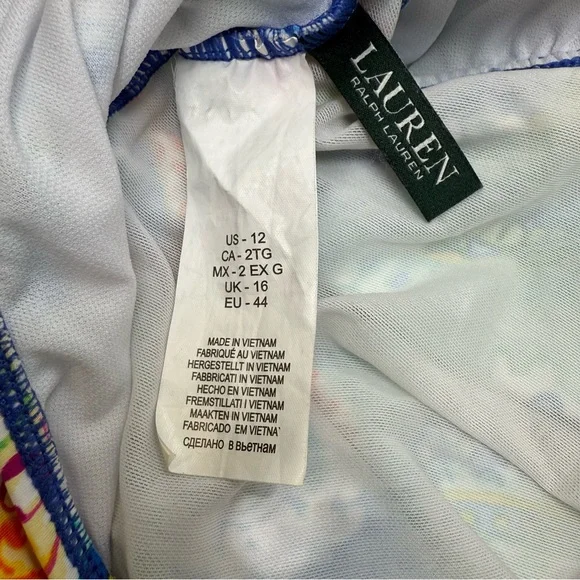 LAUREN
RALPH LAUREN
US - 12
CA - 2TG
MX - 2 EX G
UK - 16
EU - 44
MADE IN VIETNAM
FABRIQUÉ AU VIETNAM
HERGESTELLT IN VIETNAM
FABBRICATI IN VIETNAM
HECHO EN VIETNAM
FREMSTILLATI I VIETNAM
MAAKTEN IN VIETNAM
FABRICADO EM VIETNA'
СДЕЛАНО в Вьетнам